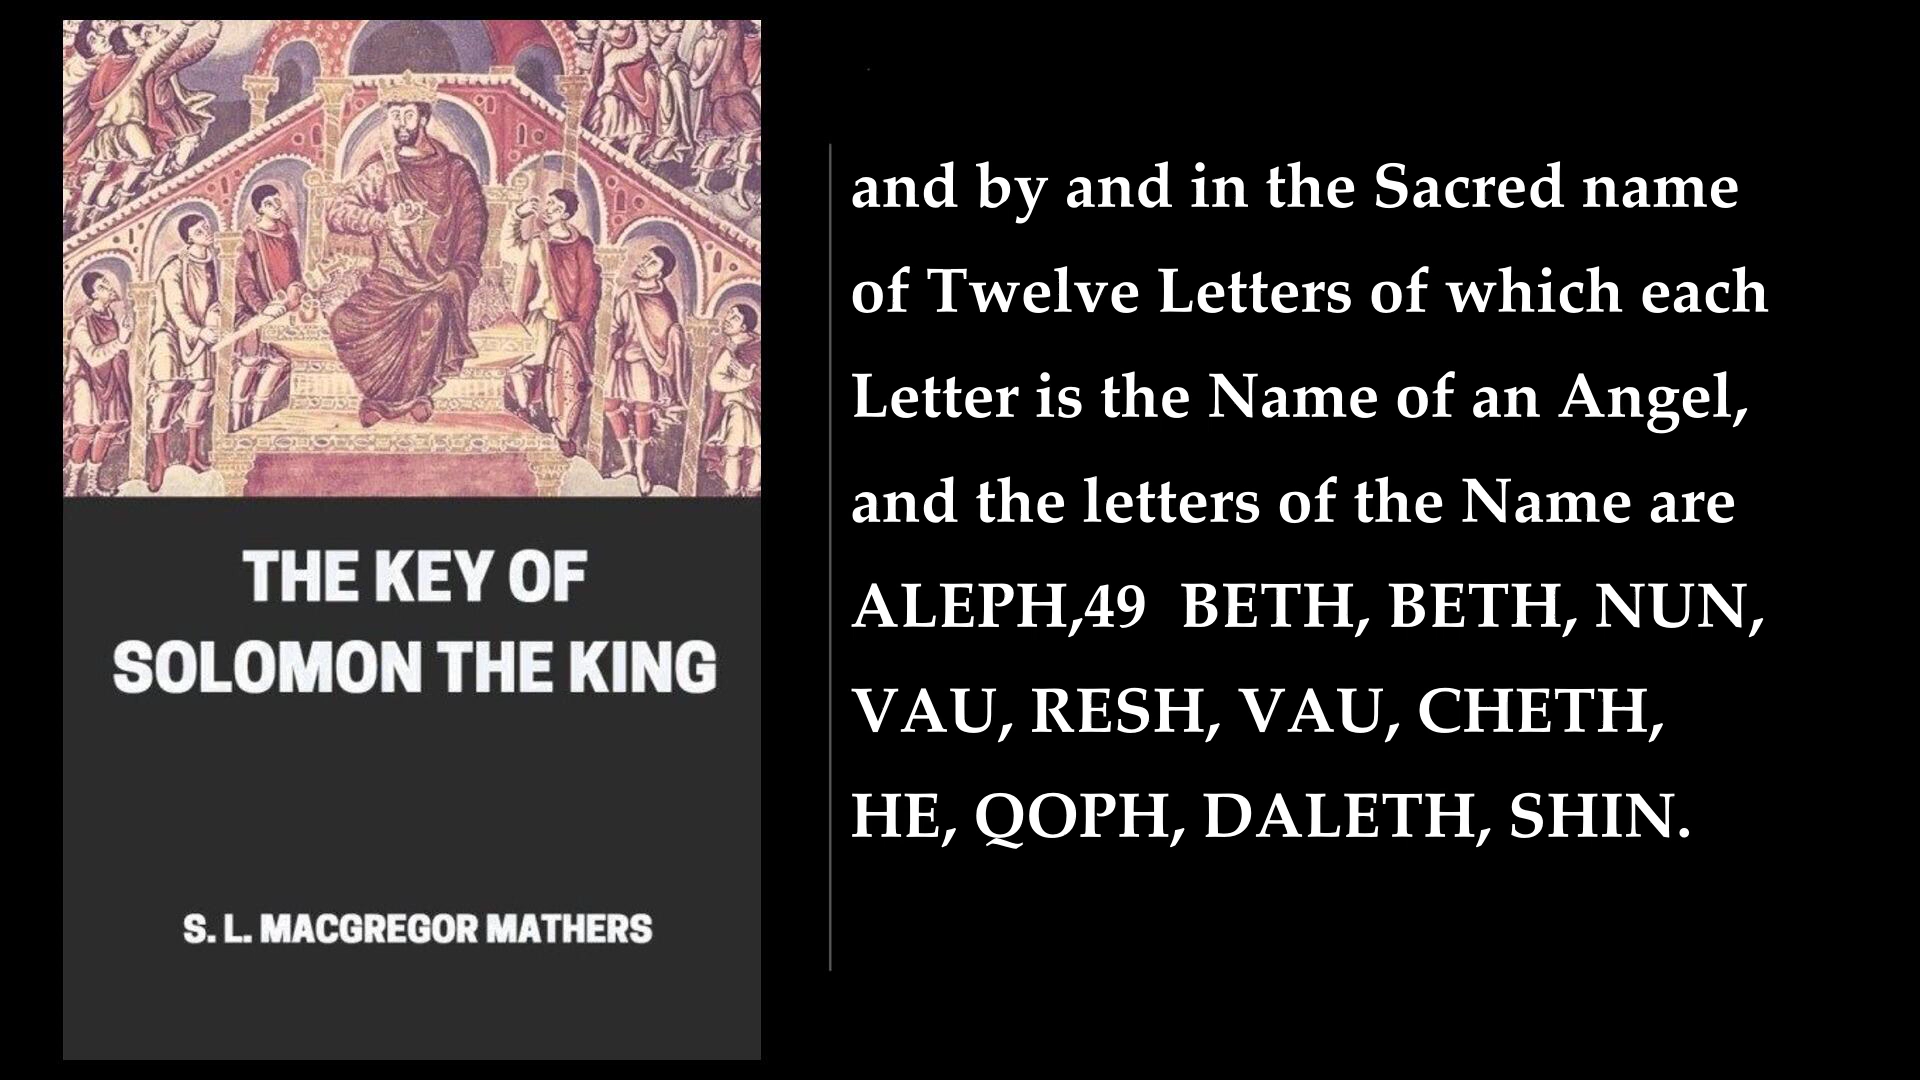 THE KEY OF
SOLOMON THE KING
S. L. MACGREGOR MATHERS
and by and in the Sacred name
of Twelve Letters of which each
Letter is the Name of an Angel,
and the letters of the Name are
ALEPH,49 BETH, BETH, NUN,
VAU, RESH, VAU, CHETH,
HE, QOPH, DALETH, SHIN.